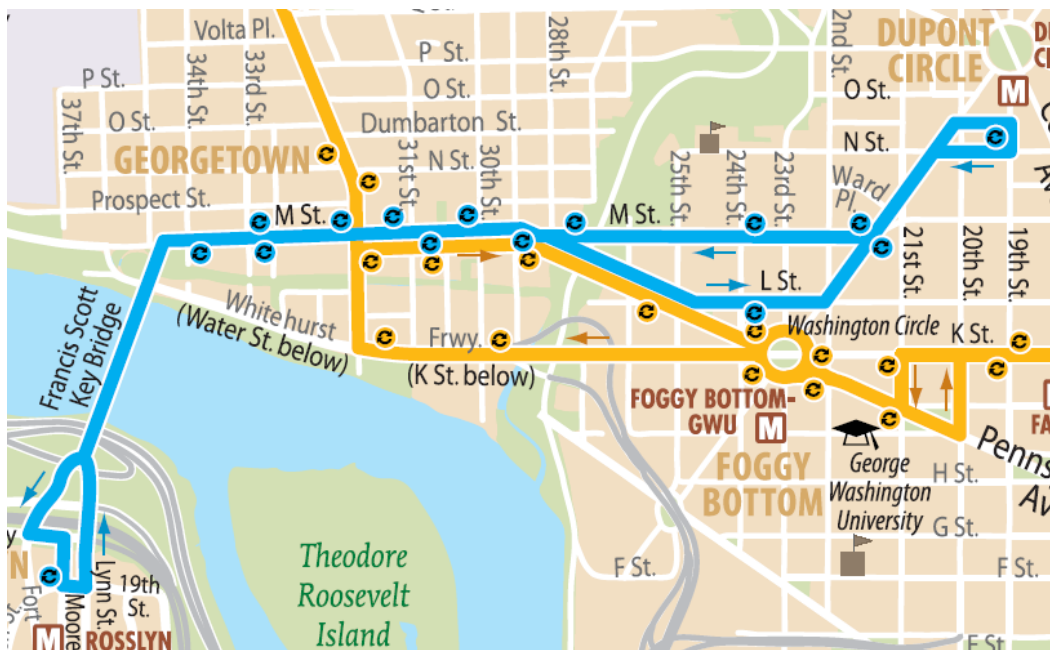 Volta Pl.
34th St.
33rd St.
P St.
O St.
37th St.
GEORGETOWN
Prospect St.
P St.
O St.
Dumbarton St.
N St.
31st St.
30th St.
28th St.
M St.
M St.
25th St.
24th St.
23rd St.
2nd St.
DUPONT
CIRCLE
M
O St.
N St.
Ward
Pl.
21st St.
20th St.
19th St.
L St.
Washington Circle
K St.
Whitehurst
Frwy.
(Water St. below)
(K St. below)
Francis Scott
Key Bridge
FOGGY BOTTOM-
GWU
M
FOGGY
BOTTOM
George
Washington
University
Penns
Av
H St.
G St.
F St.
F St.
E St.
FA
Theodore
Roosevelt
Island
y
N
Fort
Moore
Lynn St.
19th
St.
M
ROSSLYN